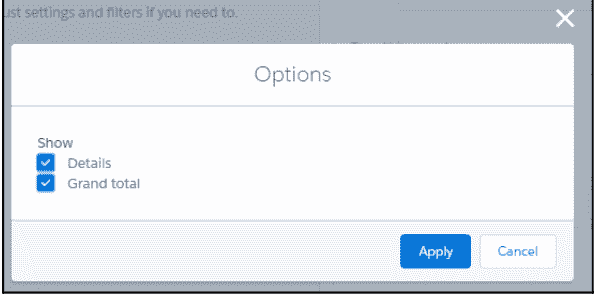 ust settings and filters if you need to.
Options
Show
Details
Grand total
Apply
Cancel